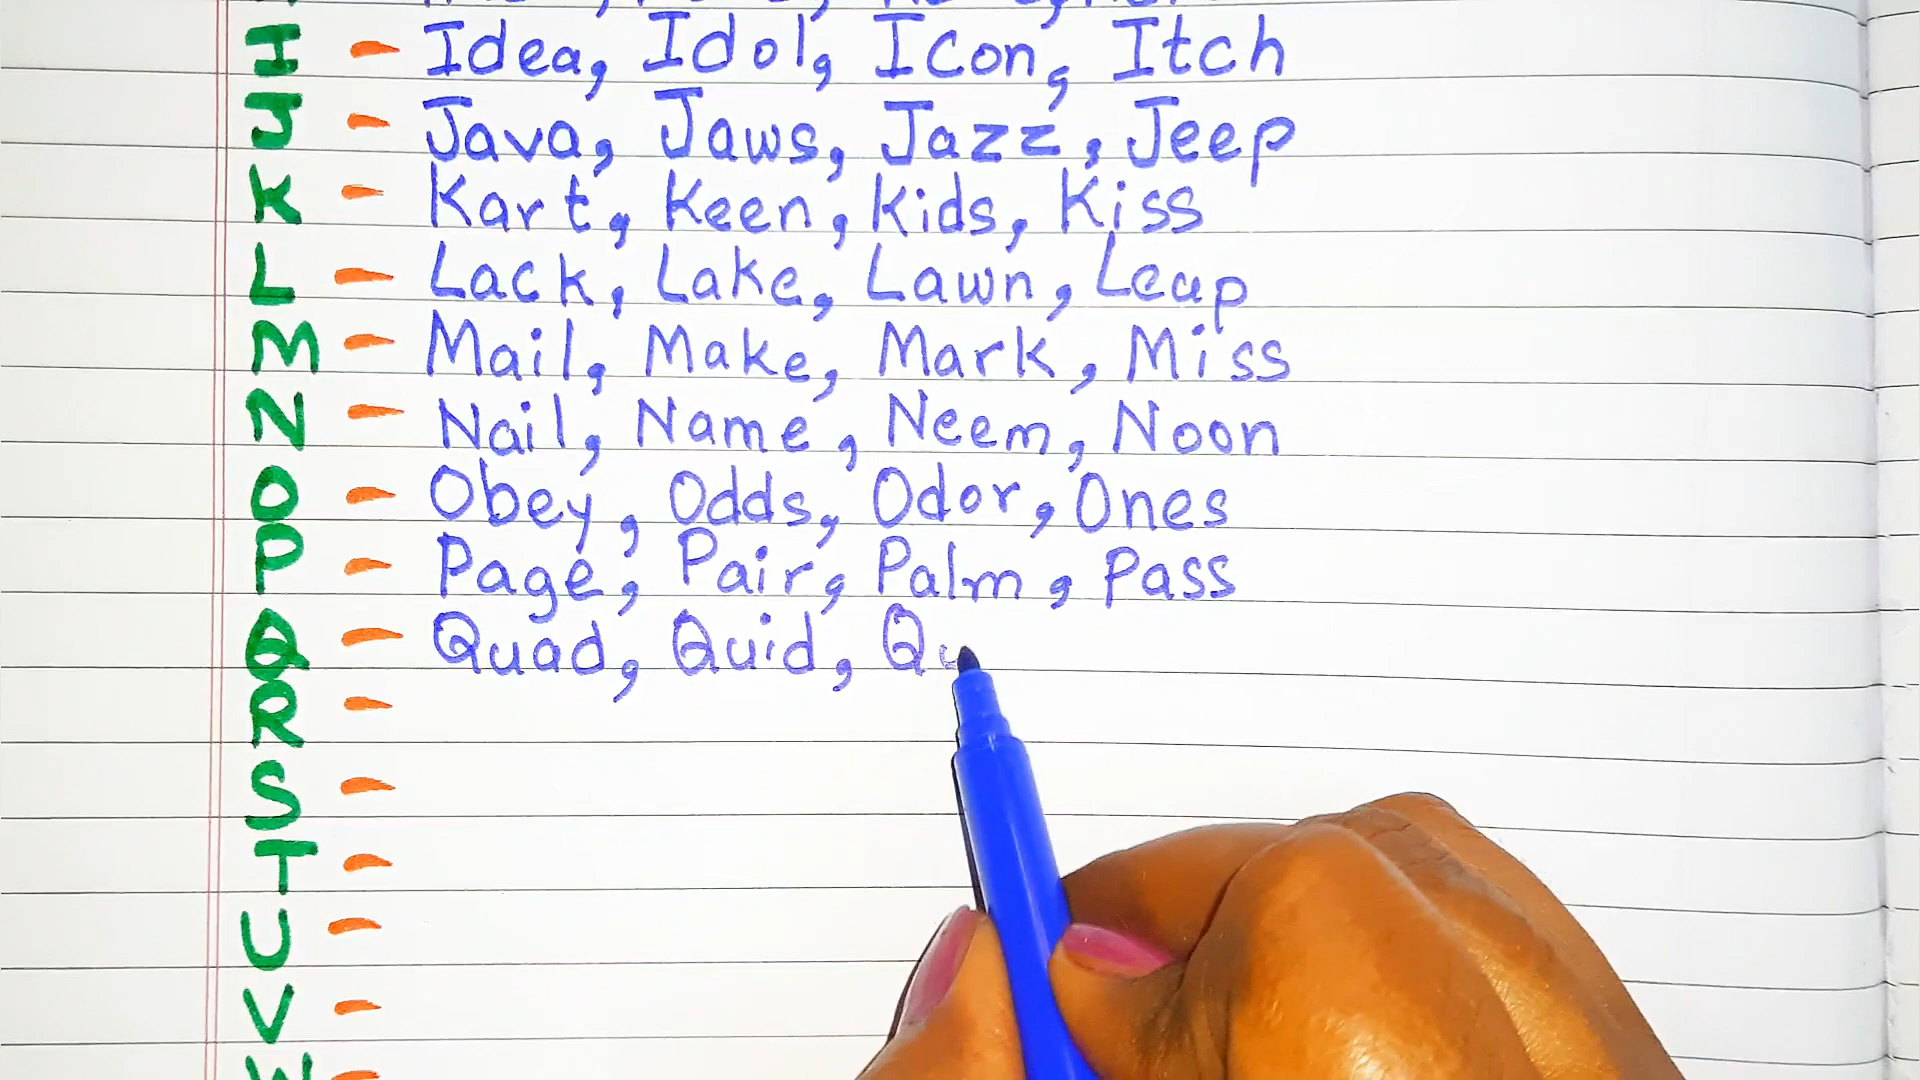 I - Idea, Idol, Icon, Itch
J - Java, Jaws, Jazz, Jeep
K - Kart, Keen, Kids, Kiss
L - Lack, Lake, Lawn, Leap
M - Mail, Make, Mark, Miss
N - Nail, Name, Neem, Noon
O - Obey, Odds, Odor, Ones
P - Page, Pair, Palm, Pass
Q - Quad, Quid, Qu
R -
S -
T -
U -
V -
W -